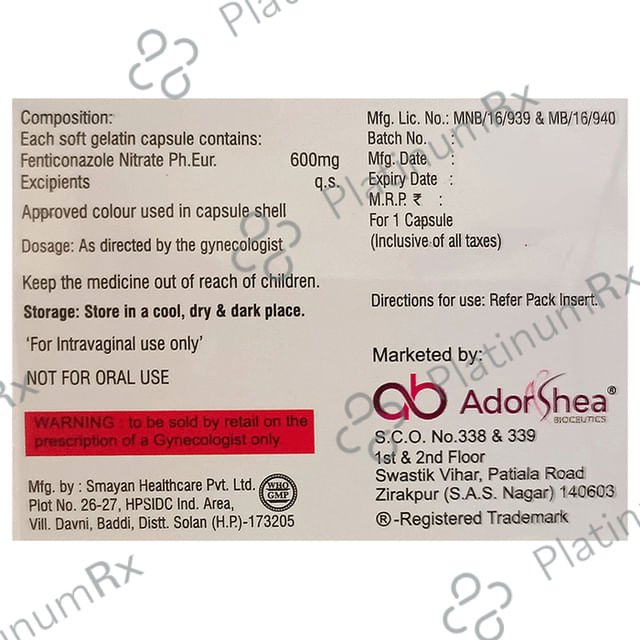 Composition:
Each soft gelatin capsule contains:
Fenticonazole Nitrate Ph.Eur. 600mg
Excipients q.s.
Approved colour used in capsule shell
Dosage: As directed by the gynecologist
Keep the medicine out of reach of children.
Storage: Store in a cool, dry & dark place.
'For Intravaginal use only'
NOT FOR ORAL USE
WARNING : to be sold by retail on the
prescription of a Gynecologist only.
Mfg. by : Smayan Healthcare Pvt. Ltd.
Plot No. 26-27, HPSIDC Ind. Area,
Vill. Davni, Baddi, Distt. Solan (H.P.)-173205
WHO
GMP
Mfg. Lic. No.: MNB/16/939 & MB/16/940
Batch No. :
Mfg. Date :
Expiry Date :
M.R.P. ₹ :
For 1 Capsule
(Inclusive of all taxes)
Directions for use: Refer Pack Insert.
Marketed by:
ab AdorShea®
BIOCEUTICS
S.C.O. No.338 & 339
1st & 2nd Floor
Swastik Vihar, Patiala Road
Zirakpur (S.A.S. Nagar) 140603
®-Registered Trademark
PlatinumRx